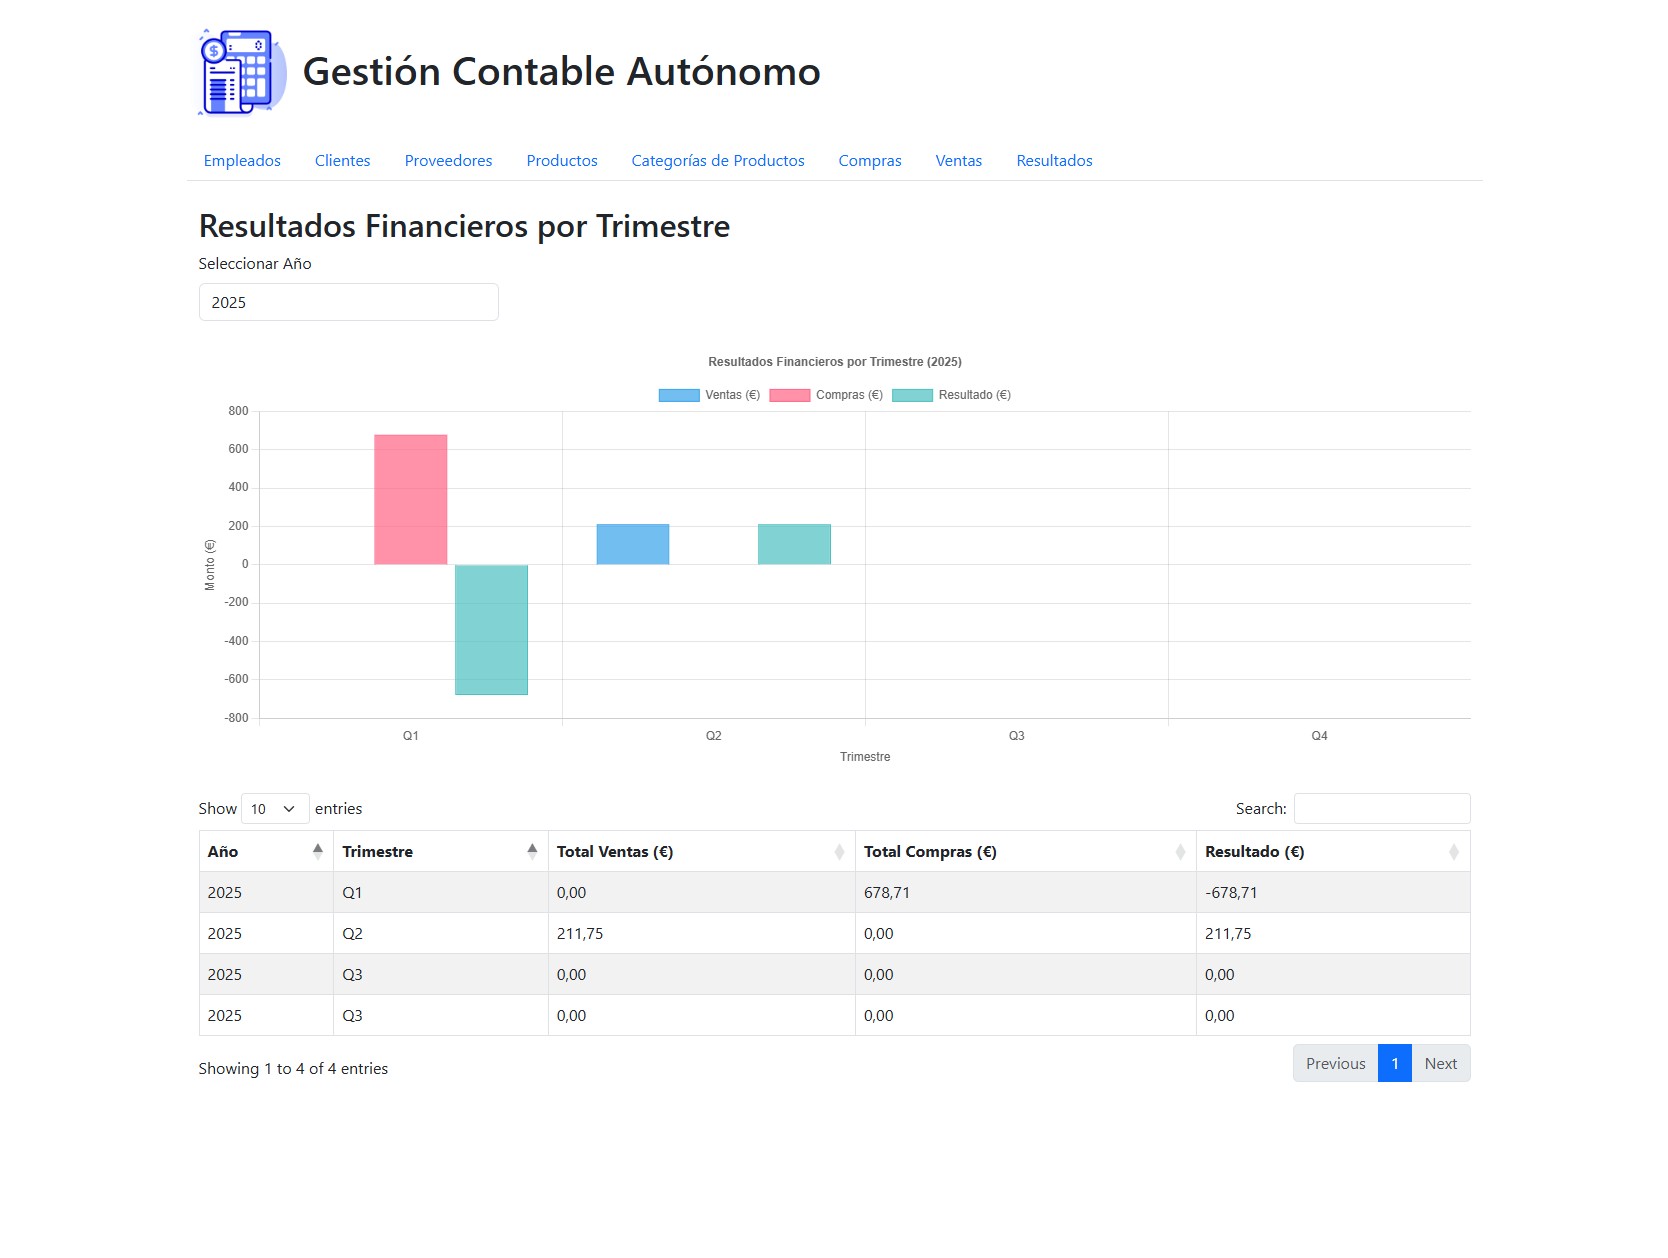 $ 0
Gestión Contable Autónomo
Empleados Clientes Proveedores Productos Categorías de Productos Compras Ventas Resultados
Resultados Financieros por Trimestre
Seleccionar Año
2025
Resultados Financieros por Trimestre (2025)
Ventas (€) Compras (€) Resultado (€)
800
600
400
200
0
-200
-400
-600
-800
Monto (€)
Q1 Q2 Q3 Q4
Trimestre
Show 10 entries Search:
Año Trimestre Total Ventas (€) Total Compras (€) Resultado (€)
2025 Q1 0,00 678,71 -678,71
2025 Q2 211,75 0,00 211,75
2025 Q3 0,00 0,00 0,00
2025 Q3 0,00 0,00 0,00
Showing 1 to 4 of 4 entries Previous 1 Next